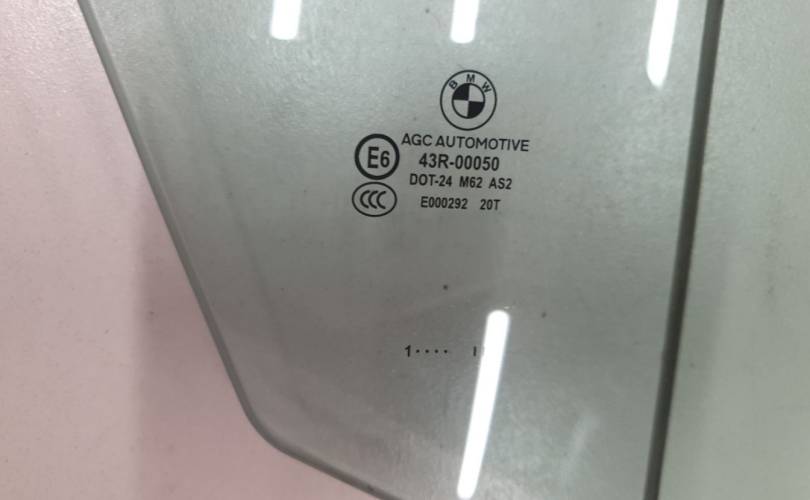 BMW
AGC AUTOMOTIVE
E6 43R-00050
DOT-24 M62 AS2
CCC E000292 20T
1····